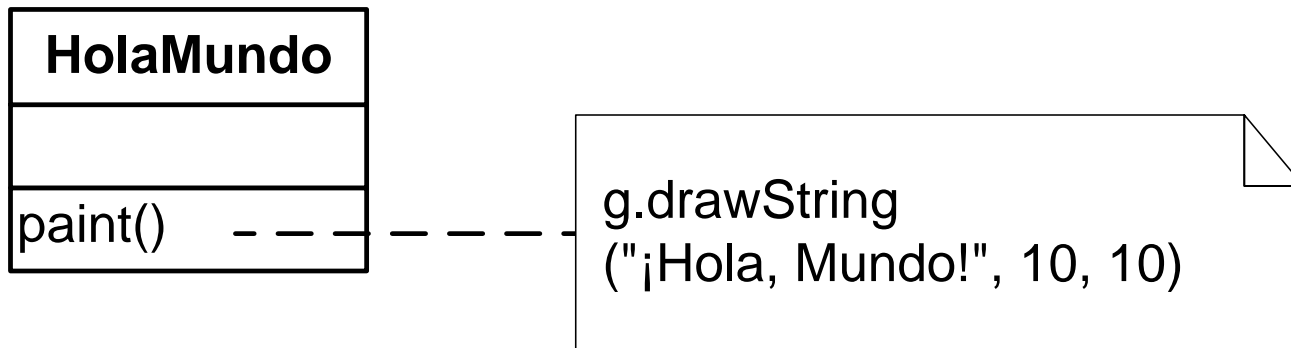 HolaMundo
paint()
g.drawString
("¡Hola, Mundo!", 10, 10)